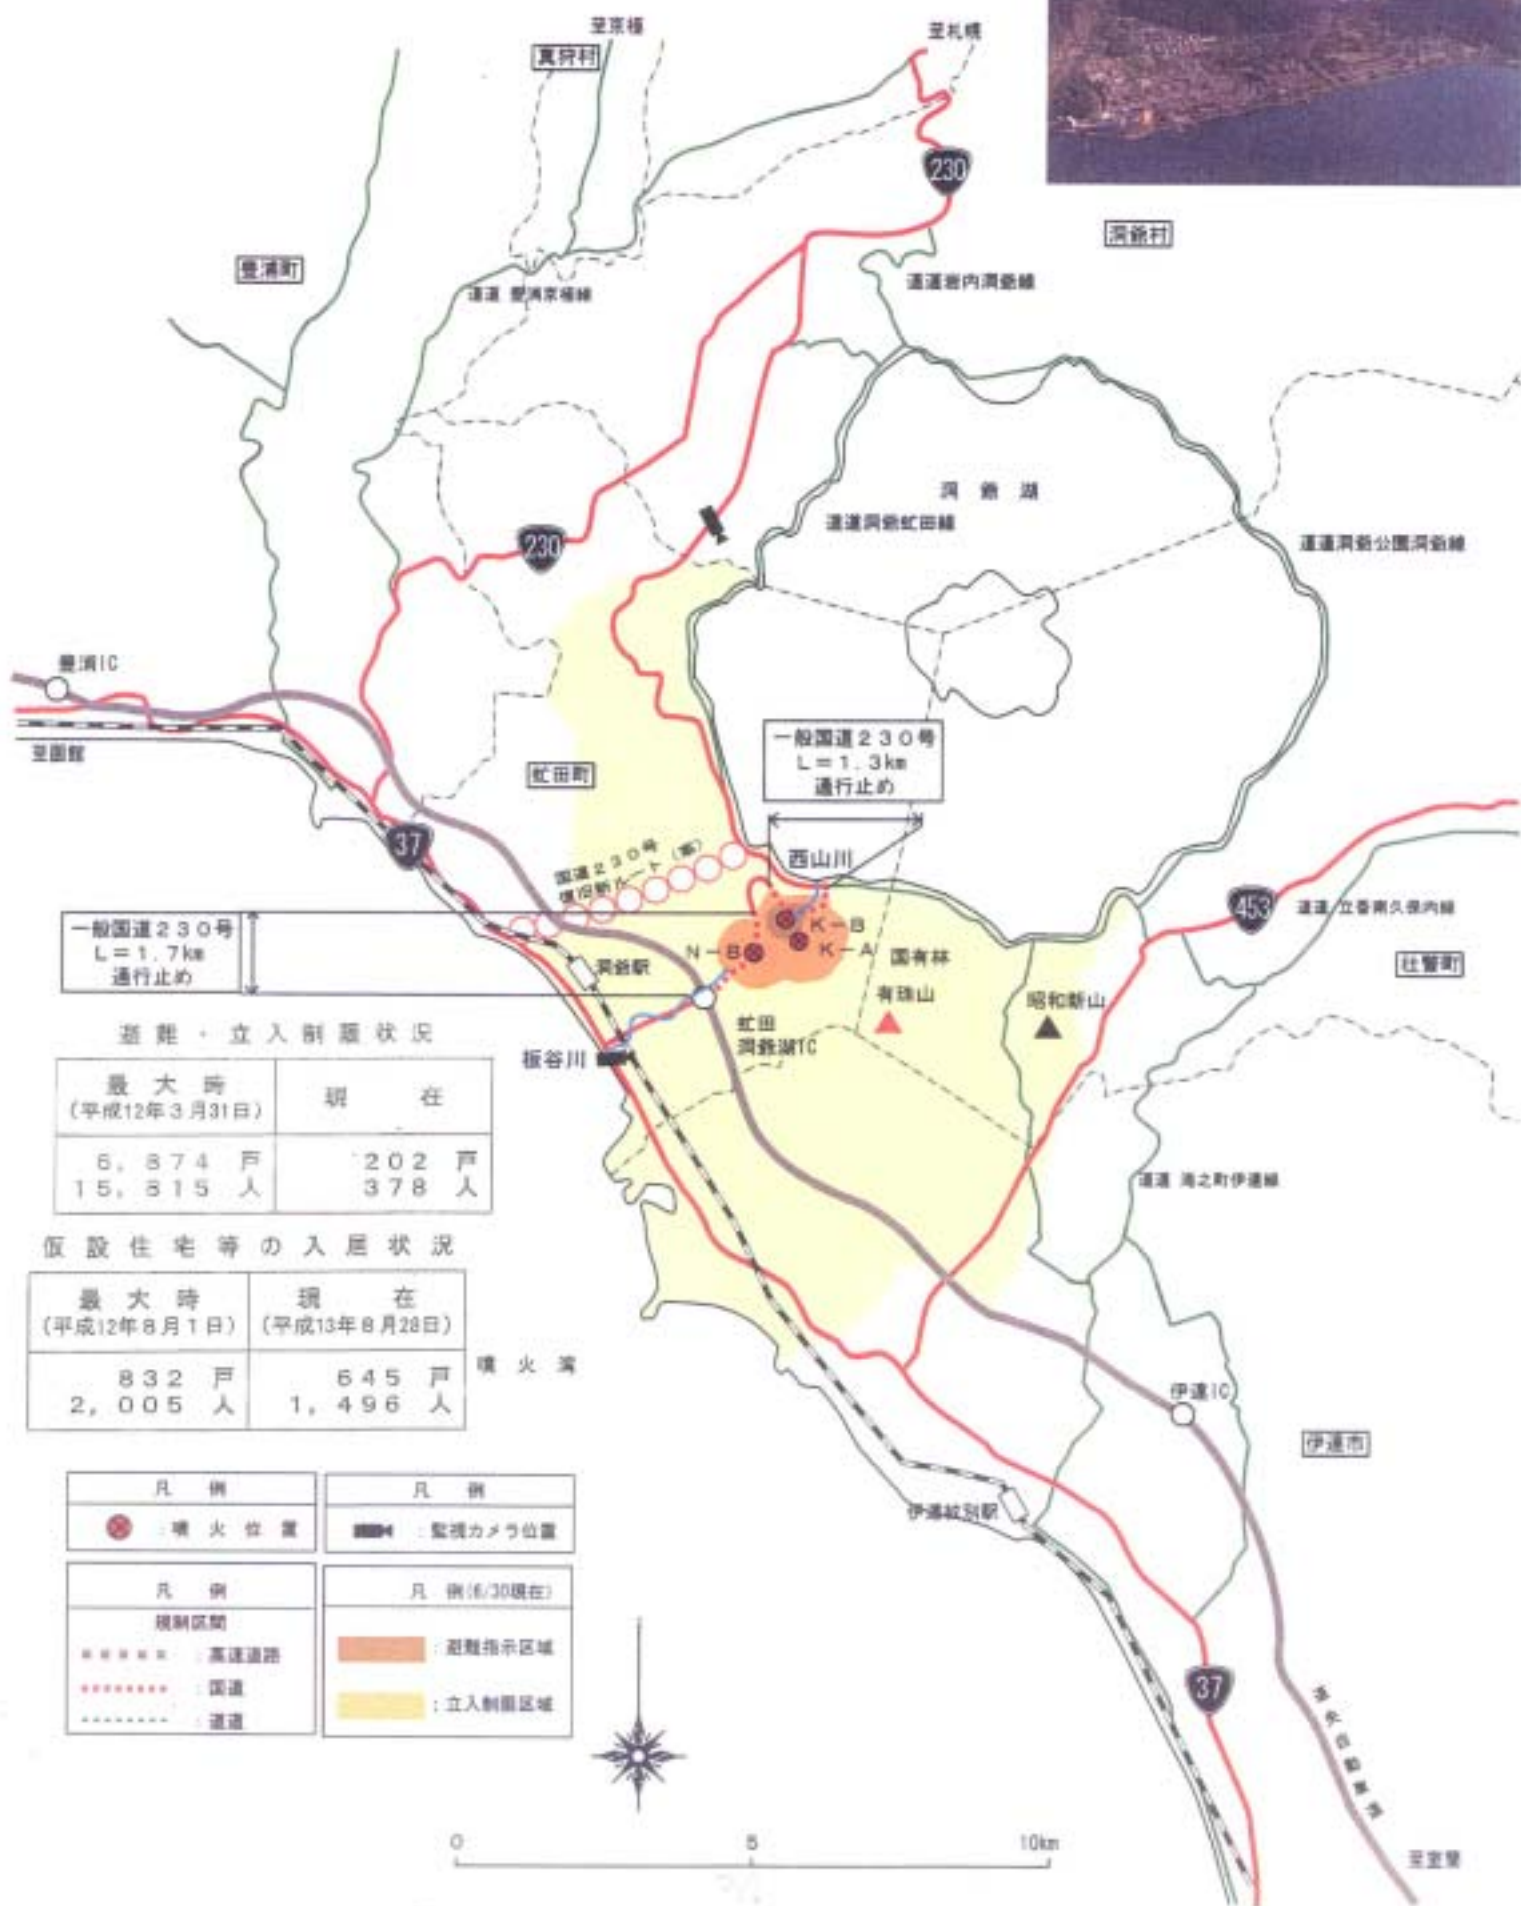 至京極
至札幌
真狩村
230
洞爺村
豊浦町
道道 豊浦京極線
道道岩内洞爺線
洞爺湖
道道洞爺虻田線
道道洞爺公園洞爺線
230
豊浦IC
至函館
虻田町
一般国道230号
L=1.3km
通行止め
37
国道230号
復旧新ルート(案)
西山川
453
道道 立香南久保内線
一般国道230号
L=1.7km
通行止め
K-B
N-B
K-A
国有林
洞爺駅
有珠山
昭和新山
壮瞥町
虻田
洞爺湖IC
板谷川
避難・立入制限状況
最大時
(平成12年3月31日)
現在
6,874 戸
15,815 人
202 戸
378 人
道道 滝之町伊達線
仮設住宅等の入居状況
最大時
(平成12年8月1日)
現在
(平成13年8月28日)
832 戸
2,005 人
645 戸
1,496 人
噴火湾
伊達IC
伊達市
伊達紋別駅
凡例
:噴火位置
凡例
:監視カメラ位置
凡例
規制区間
:高速道路
:国道
:道道
凡例(6/30現在)
:避難指示区域
:立入制限区域
37
至室蘭
0
5
10km